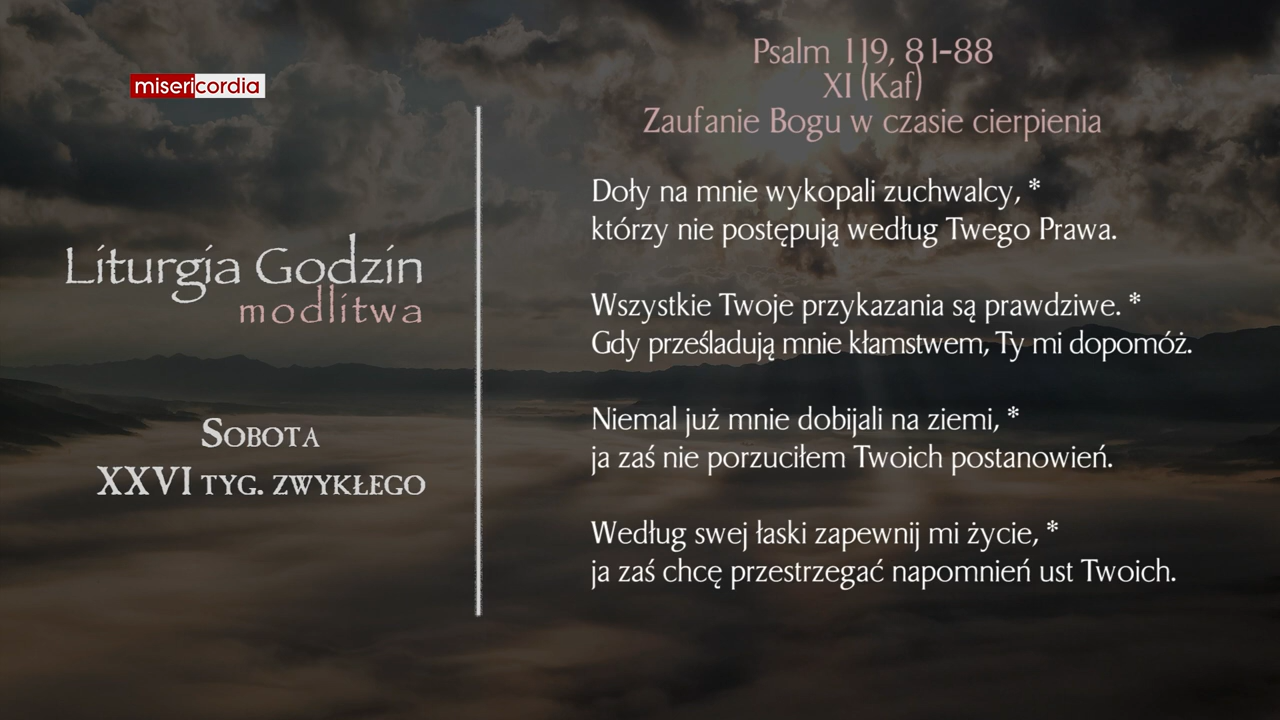 misericordia
Liturgia Godzin
modlitwa
Sobota
XXVI tyg. zwykłego
Psalm 119, 81-88
XI (Kaf)
Zaufanie Bogu w czasie cierpienia
Doły na mnie wykopali zuchwalcy, *
którzy nie postępują według Twego Prawa.
Wszystkie Twoje przykazania są prawdziwe. *
Gdy prześladują mnie kłamstwem, Ty mi dopomóż.
Niemal już mnie dobijali na ziemi, *
ja zaś nie porzuciłem Twoich postanowień.
Według swej łaski zapewnij mi życie, *
ja zaś chcę przestrzegać napomnień ust Twoich.